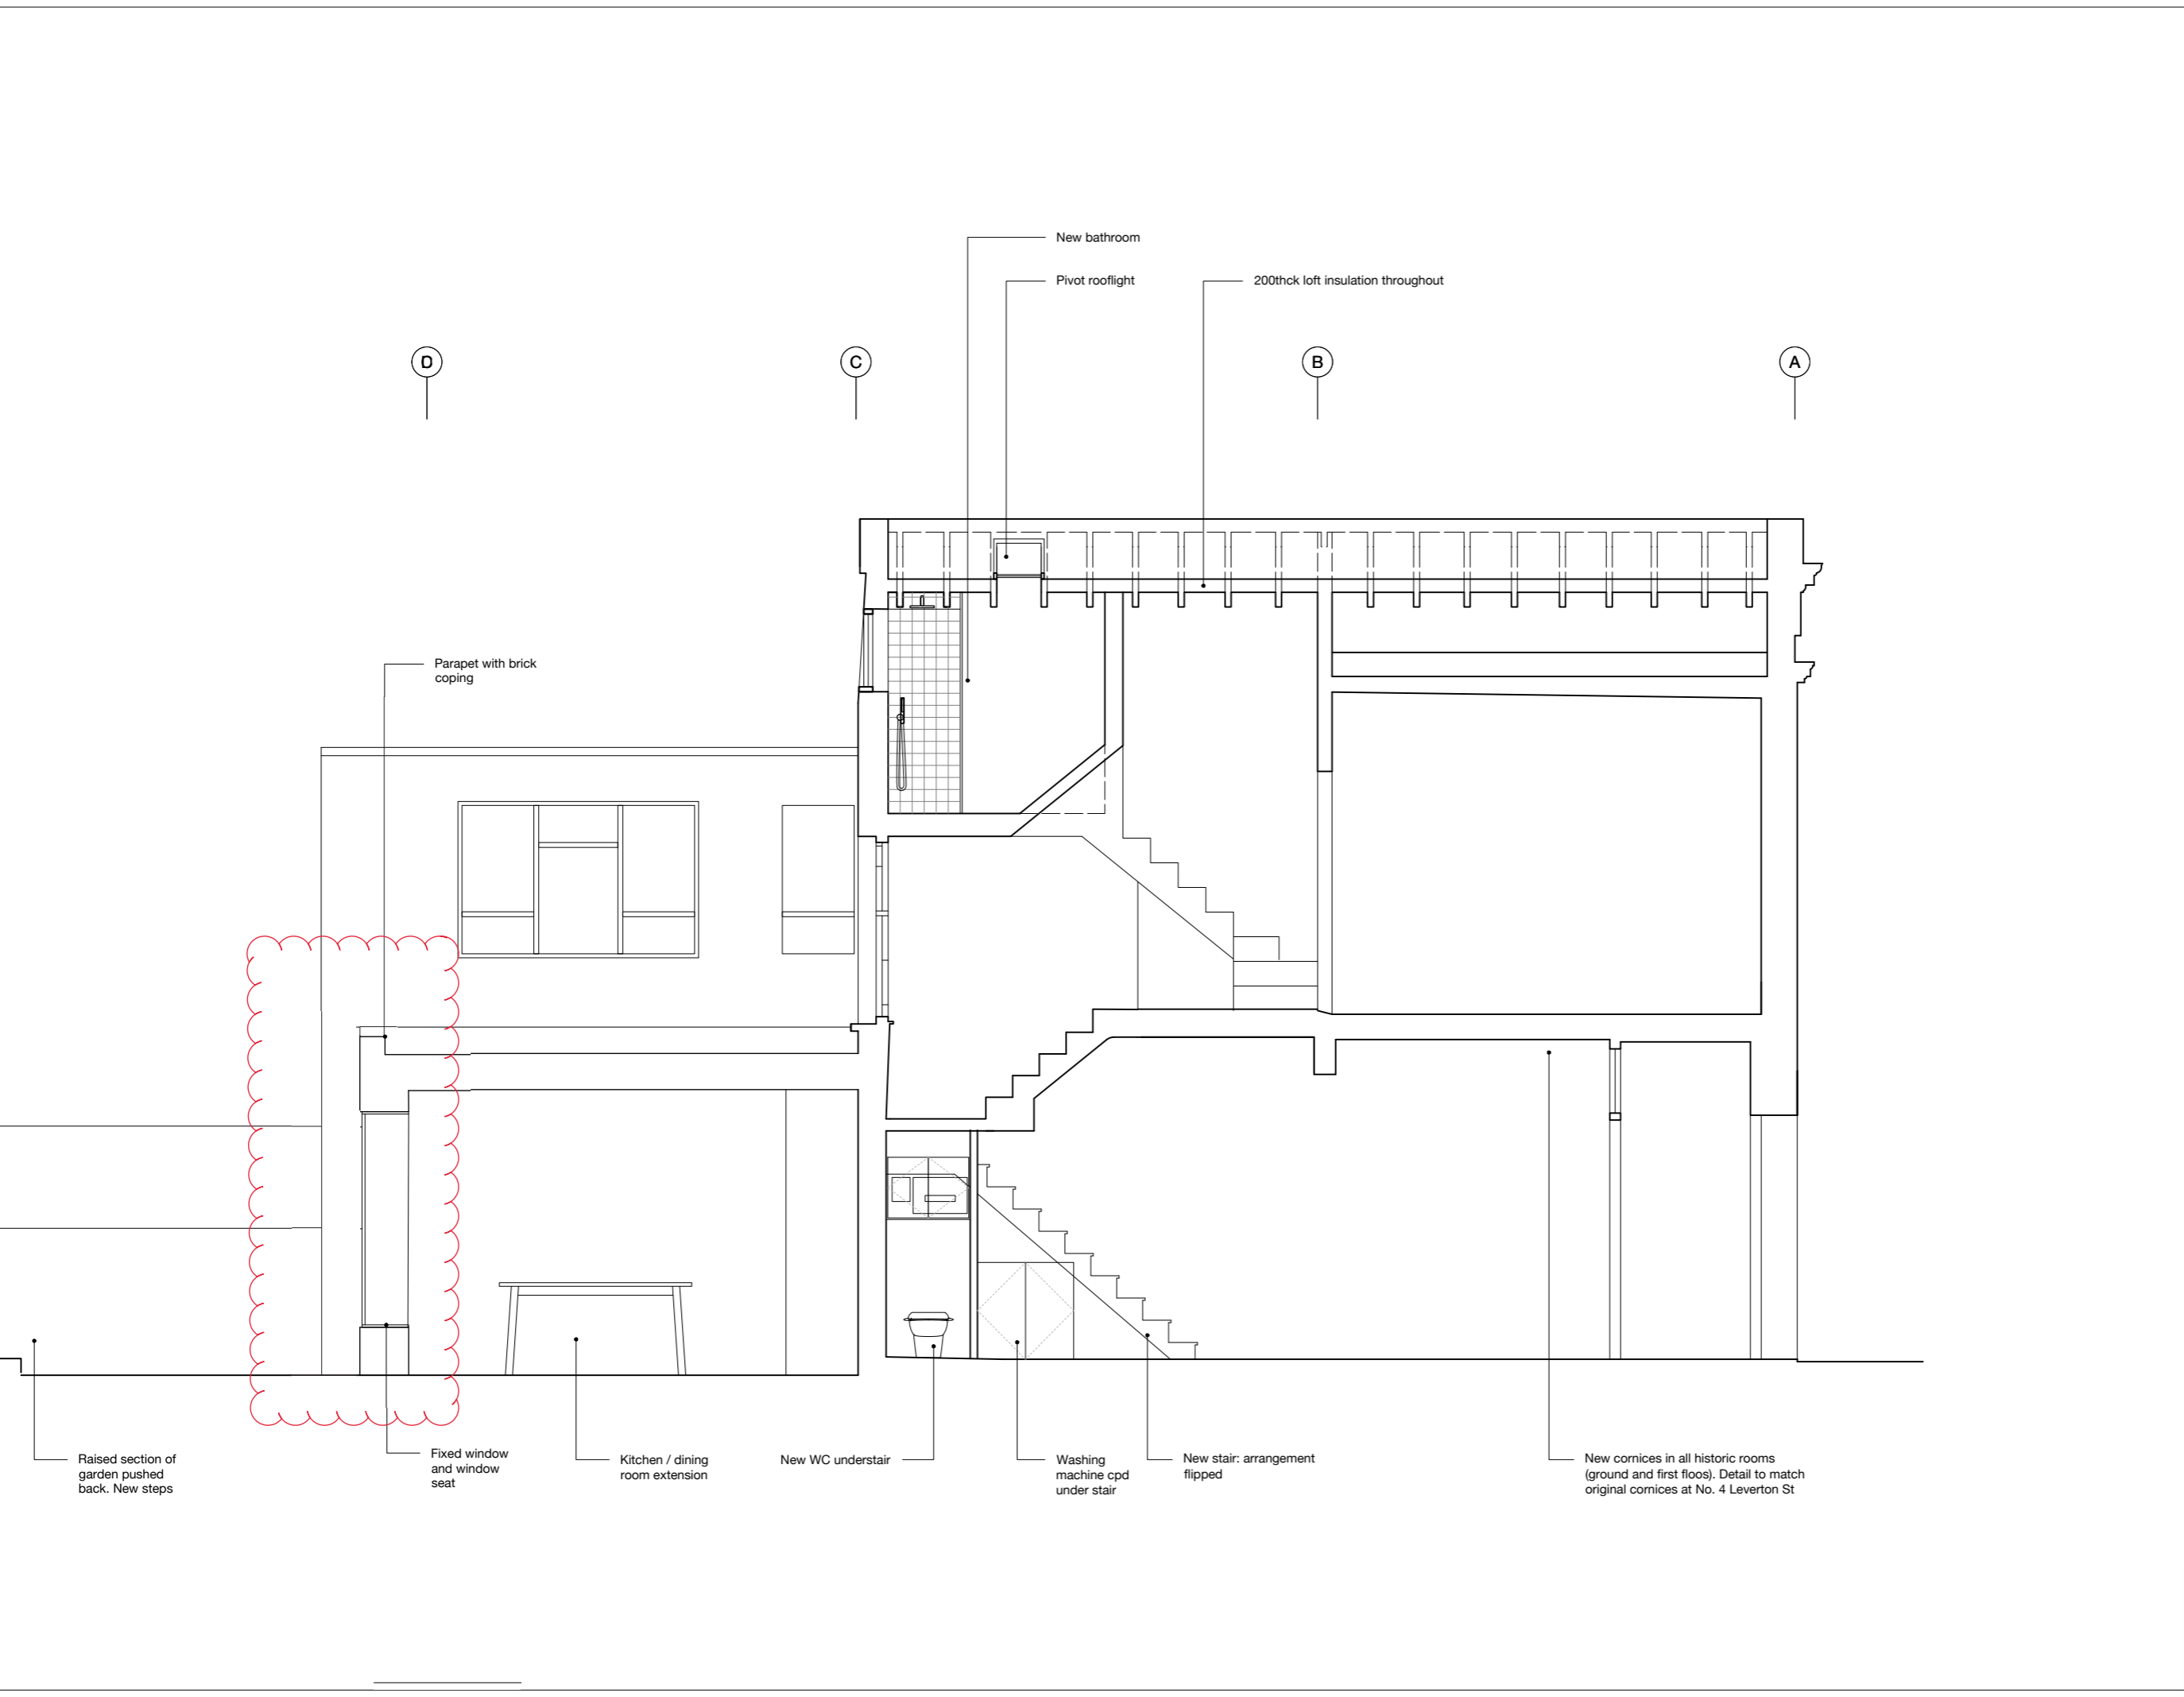 New bathroom
Pivot rooflight
200thck loft insulation throughout
D
C
B
A
Parapet with brick
coping
Raised section of
garden pushed
back. New steps
Fixed window
and window
seat
Kitchen / dining
room extension
New WC understair
Washing
machine cpd
under stair
New stair: arrangement
flipped
New cornices in all historic rooms
(ground and first floos). Detail to match
original cornices at No. 4 Leverton St